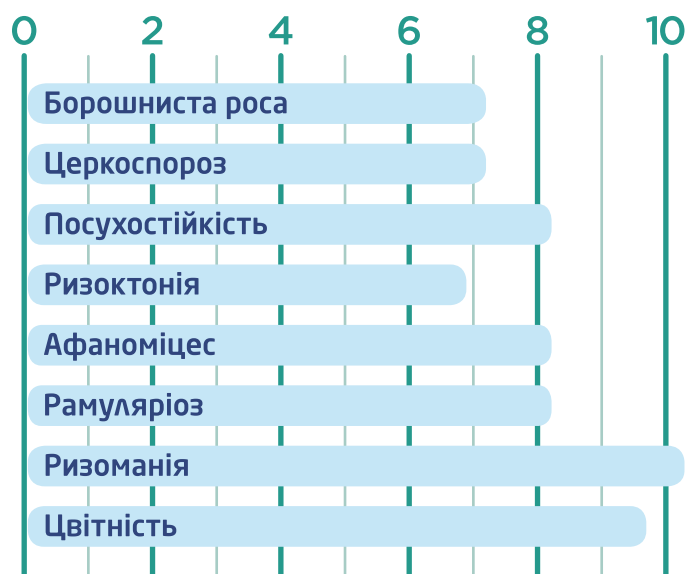 0 2 4 6 8 10
Борошниста роса
Церкоспороз
Посухостійкість
Ризоктонія
Афаноміцес
Рамуляріоз
Ризоманія
Цвітність